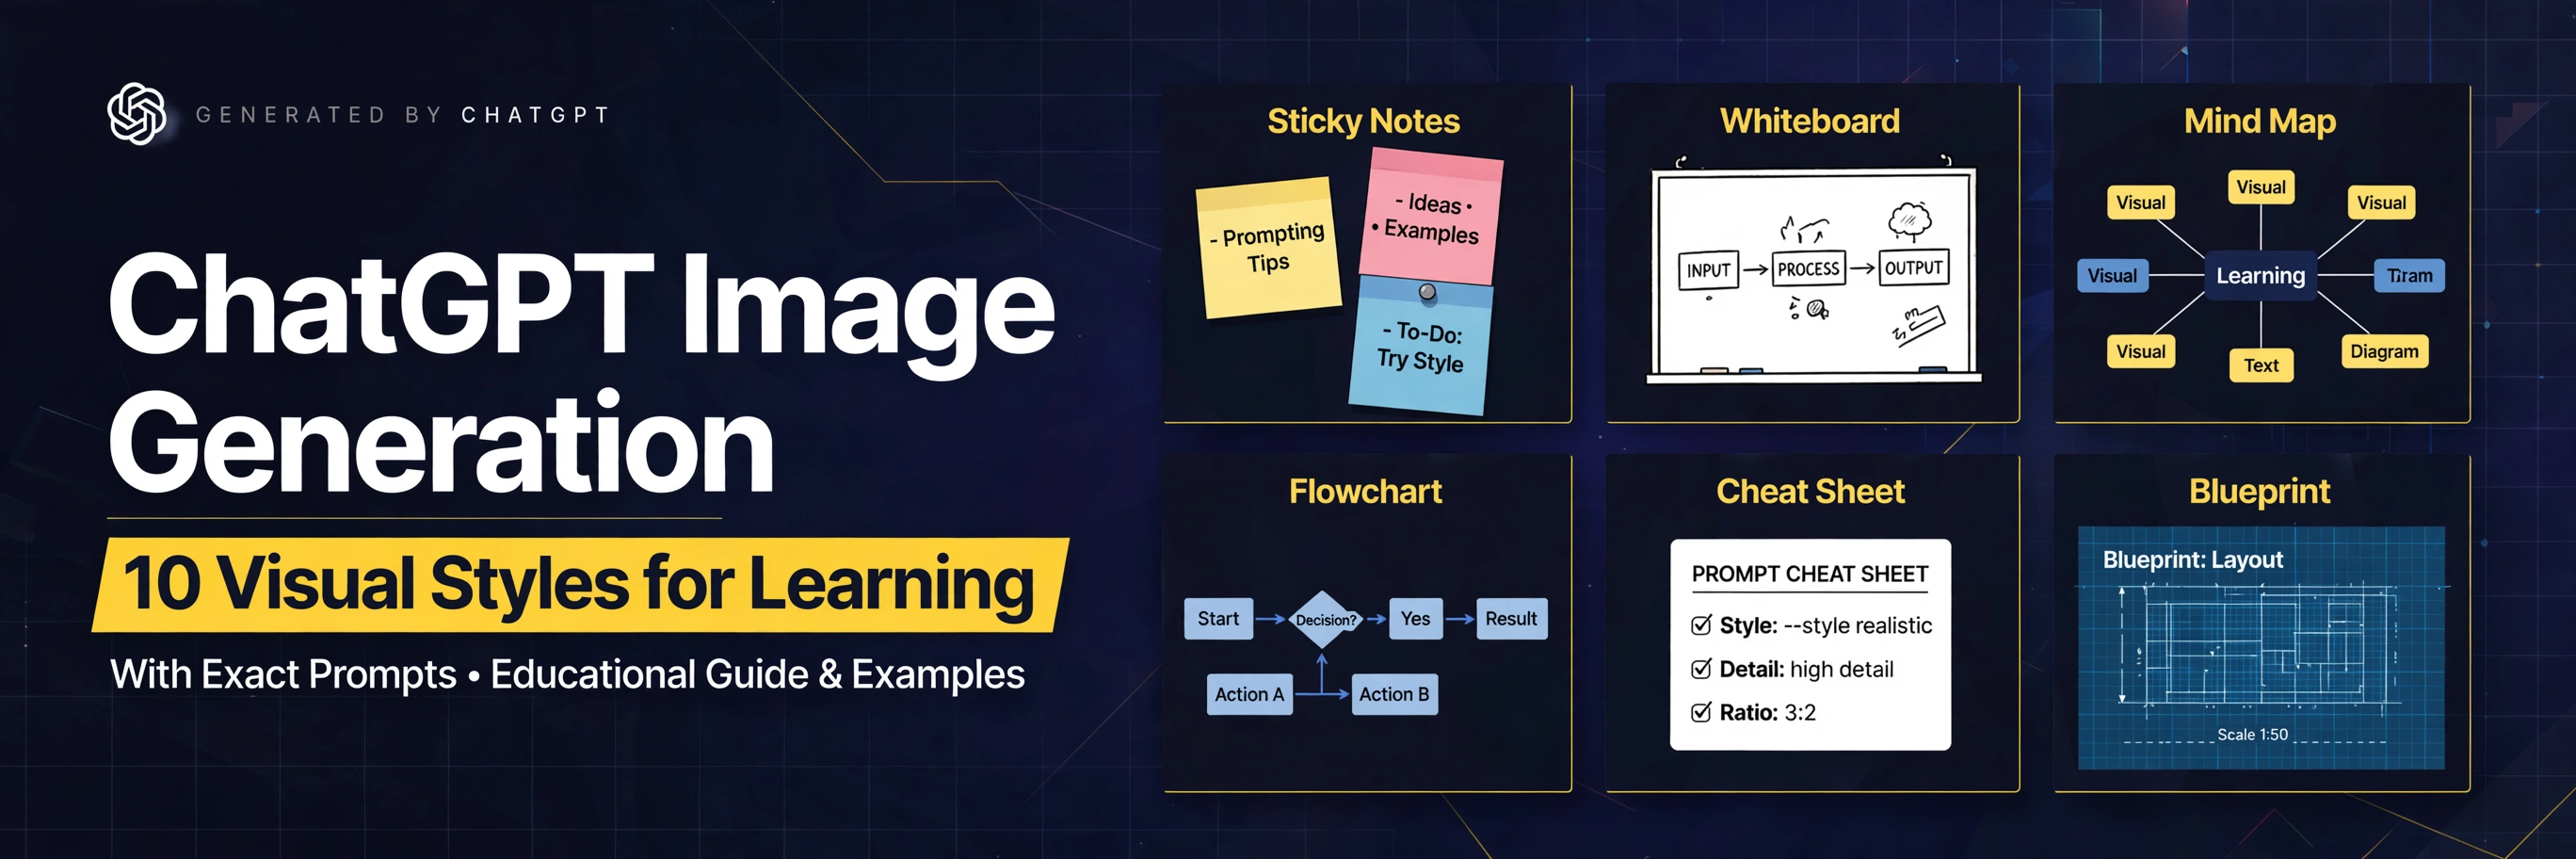 GENERATED BY CHATGPT
ChatGPT Image
Generation
10 Visual Styles for Learning
With Exact Prompts • Educational Guide & Examples
Sticky Notes
- Prompting
Tips
- Ideas •
• Examples
- To-Do:
Try Style
Whiteboard
INPUT
PROCESS
OUTPUT
Mind Map
Visual
Visual
Visual
Visual
Learning
Visual
Text
Diagram
Flowchart
Start
Decision?
Yes
Result
Action A
Action B
Cheat Sheet
PROMPT CHEAT SHEET
Style: --style realistic
Detail: high detail
Ratio: 3:2
Blueprint
Blueprint: Layout
Scale 1:50